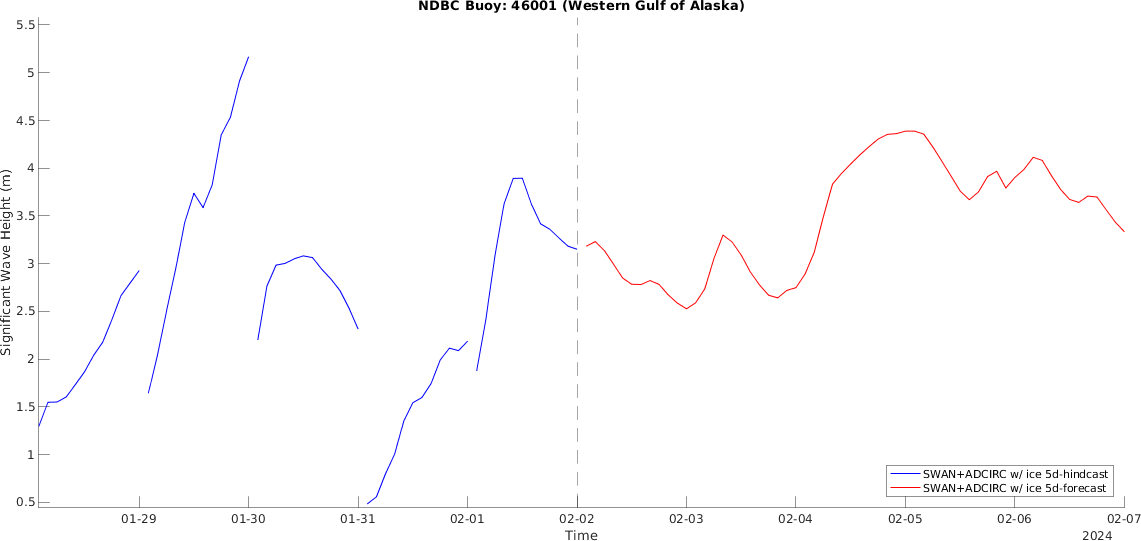 NDBC Buoy: 46001 (Western Gulf of Alaska)
Significant Wave Height (m)
5.5
5
4.5
4
3.5
3
2.5
2
1.5
1
0.5
SWAN+ADCIRC w/ ice 5d-hindcast
SWAN+ADCIRC w/ ice 5d-forecast
01-29 01-30 01-31 02-01 02-02 02-03 02-04 02-05 02-06 02-07
Time
2024